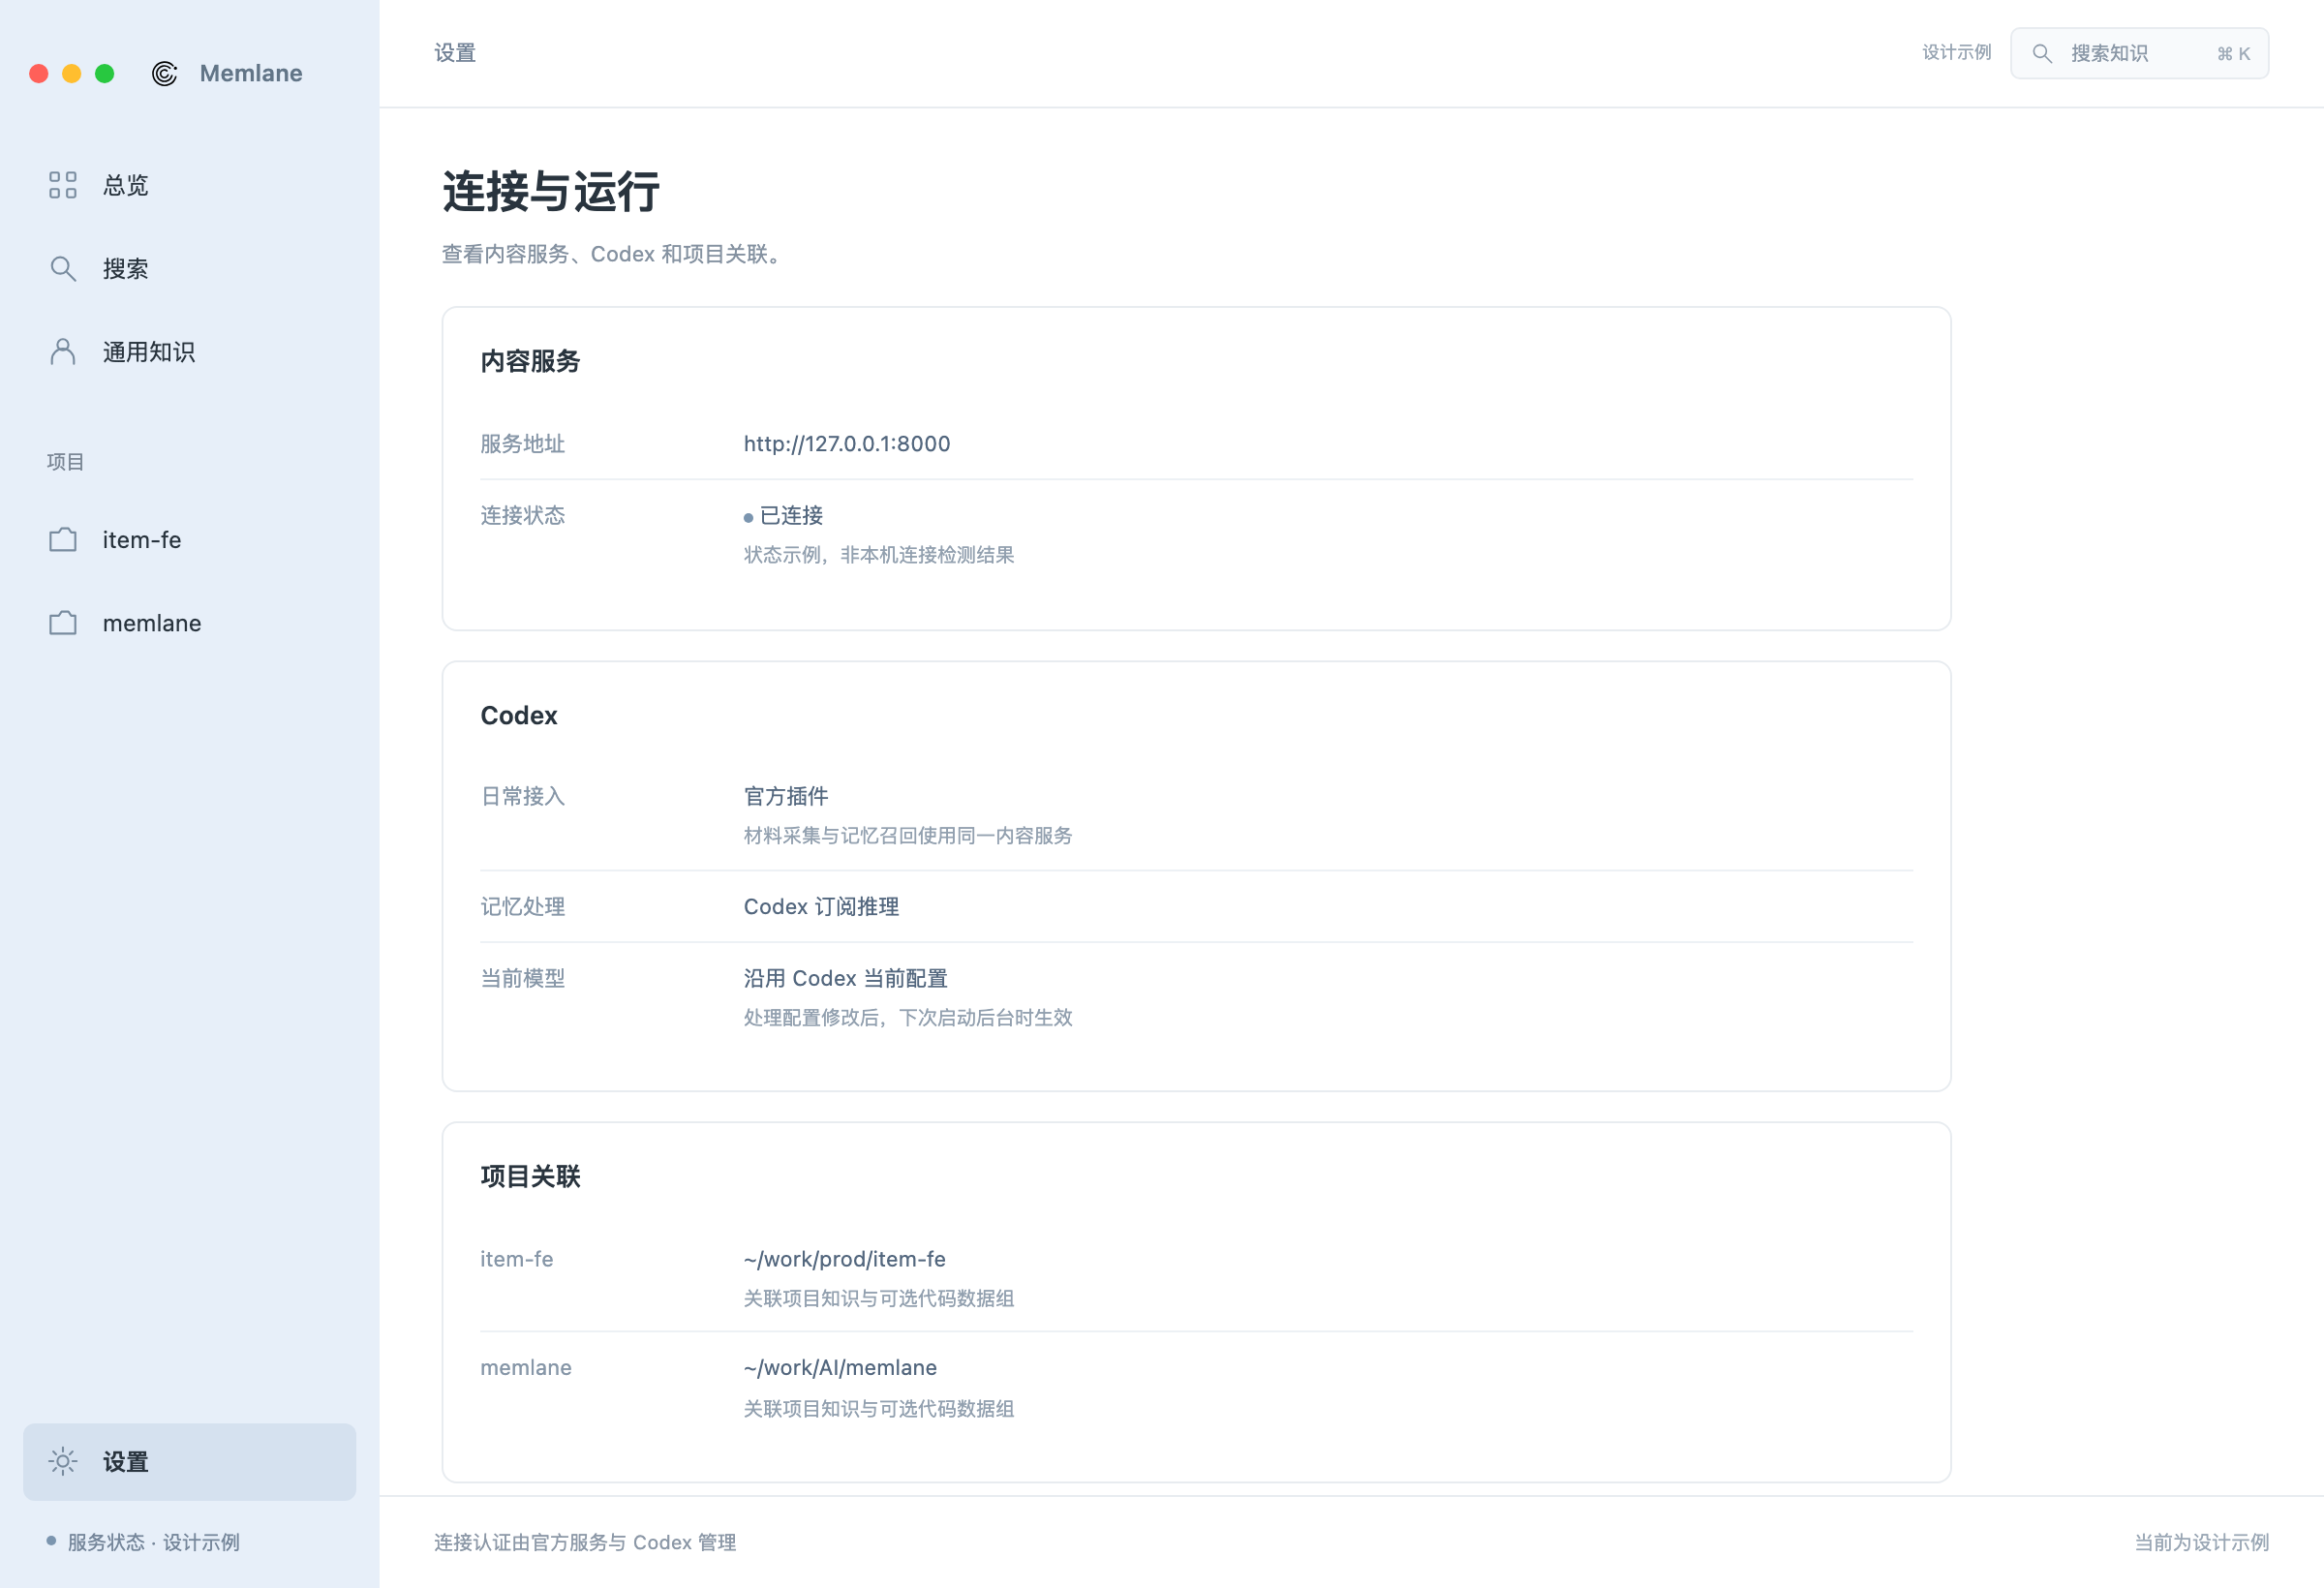 Memlane
总览
搜索
通用知识
项目
item-fe
memlane
设置
服务状态 · 设计示例
设置
设计示例
搜索知识
⌘ K
连接与运行
查看内容服务、Codex 和项目关联。
内容服务
服务地址
http://127.0.0.1:8000
连接状态
已连接
状态示例，非本机连接检测结果
Codex
日常接入
官方插件
材料采集与记忆召回使用同一内容服务
记忆处理
Codex 订阅推理
当前模型
沿用 Codex 当前配置
处理配置修改后，下次启动后台时生效
项目关联
item-fe
~/work/prod/item-fe
关联项目知识与可选代码数据组
memlane
~/work/AI/memlane
关联项目知识与可选代码数据组
连接认证由官方服务与 Codex 管理
当前为设计示例